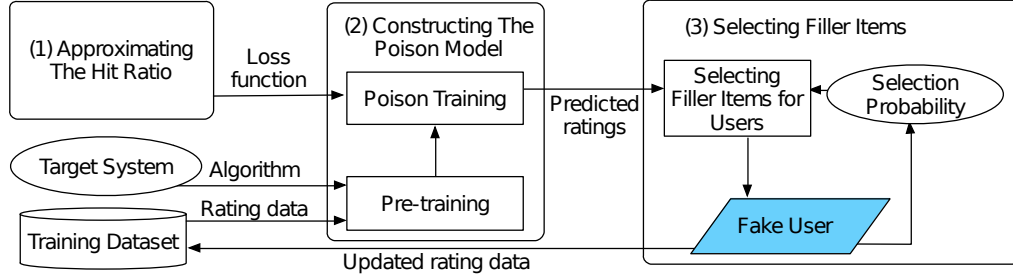 (1) Approximating
The Hit Ratio
Loss
function
(2) Constructing The
Poison Model
Poison Training
Pre-training
Target System
Algorithm
Training Dataset
Rating data
Predicted
ratings
(3) Selecting Filler Items
Selecting
Filler Items for
Users
Selection
Probability
Fake User
Updated rating data